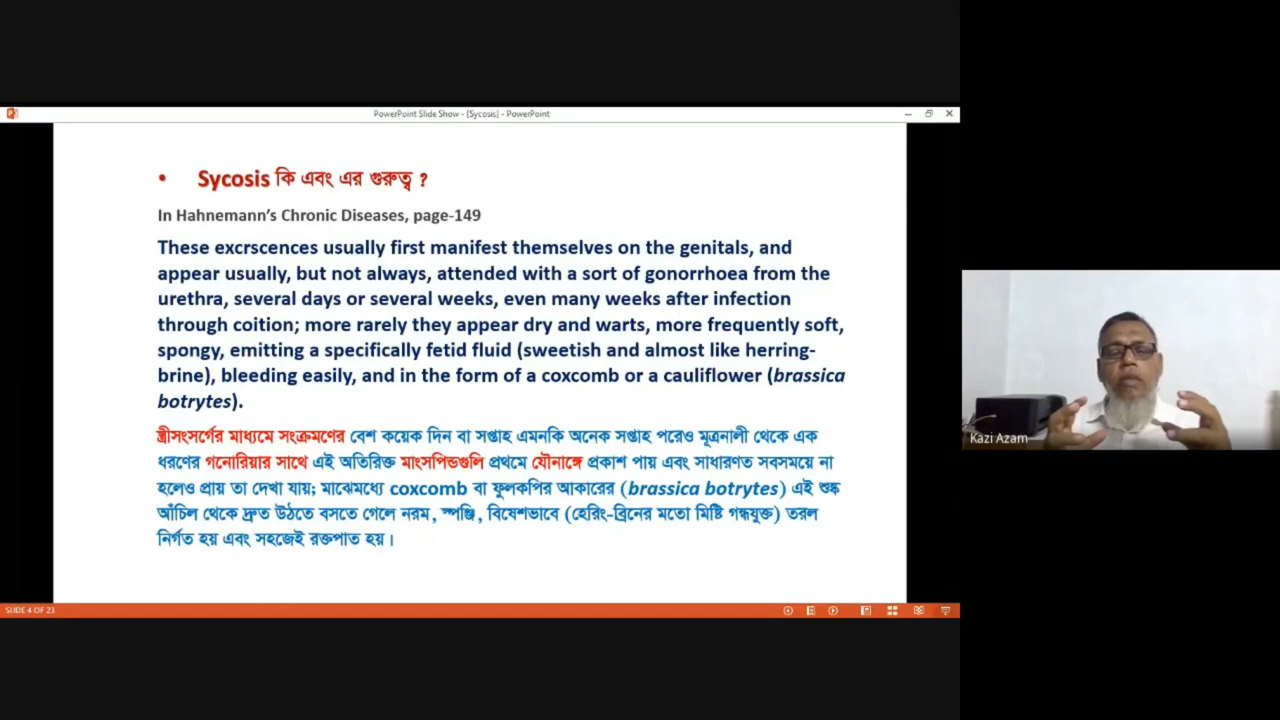 PowerPoint Slide Show - [Sycosis] - PowerPoint
• Sycosis কি এবং এর গুরুত্ব ?
In Hahnemann's Chronic Diseases, page-149
These excrscences usually first manifest themselves on the genitals, and
appear usually, but not always, attended with a sort of gonorrhoea from the
urethra, several days or several weeks, even many weeks after infection
through coition; more rarely they appear dry and warts, more frequently soft,
spongy, emitting a specifically fetid fluid (sweetish and almost like herring-
brine), bleeding easily, and in the form of a coxcomb or a cauliflower (brassica
botrytes).
স্ত্রীসংসর্গের মাধ্যমে সংক্রমণের বেশ কয়েক দিন বা সপ্তাহ এমনকি অনেক সপ্তাহ পরেও মূত্রনালী থেকে এক
ধরণের গনোরিয়ার সাথে এই অতিরিক্ত মাংসপিন্ডগুলি প্রথমে যৌনাঙ্গে প্রকাশ পায় এবং সাধারণত সবসময়ে না
হলেও প্রায় তা দেখা যায়; মাঝেমধ্যে coxcomb বা ফুলকপির আকারের (brassica botrytes) এই শুষ্ক
আঁচিল থেকে দ্রুত উঠতে বসতে গেলে নরম, স্পঞ্জি, বিষেশভাবে (হেরিং-ব্রিনের মতো মিষ্টি গন্ধযুক্ত) তরল
নির্গত হয় এবং সহজেই রক্তপাত হয়।
SLIDE 4 OF 23
Kazi Azam